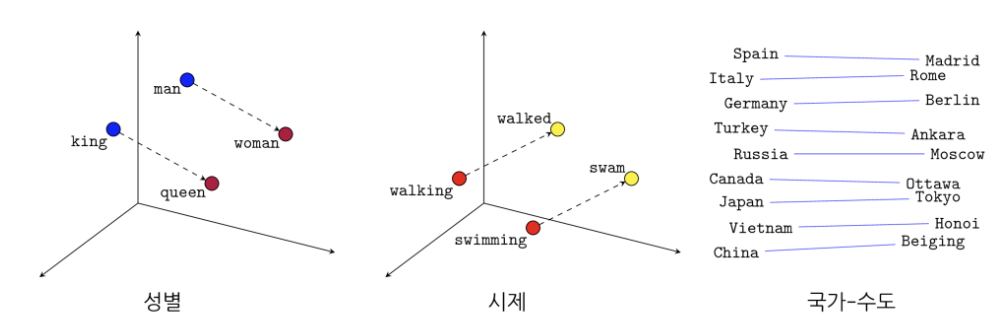 man
king
woman
queen
성별
walked
walking
swam
swimming
시제
Spain Madrid
Italy Rome
Germany Berlin
Turkey Ankara
Russia Moscow
Canada Ottawa
Japan Tokyo
Vietnam Honoi
China Beiging
국가-수도